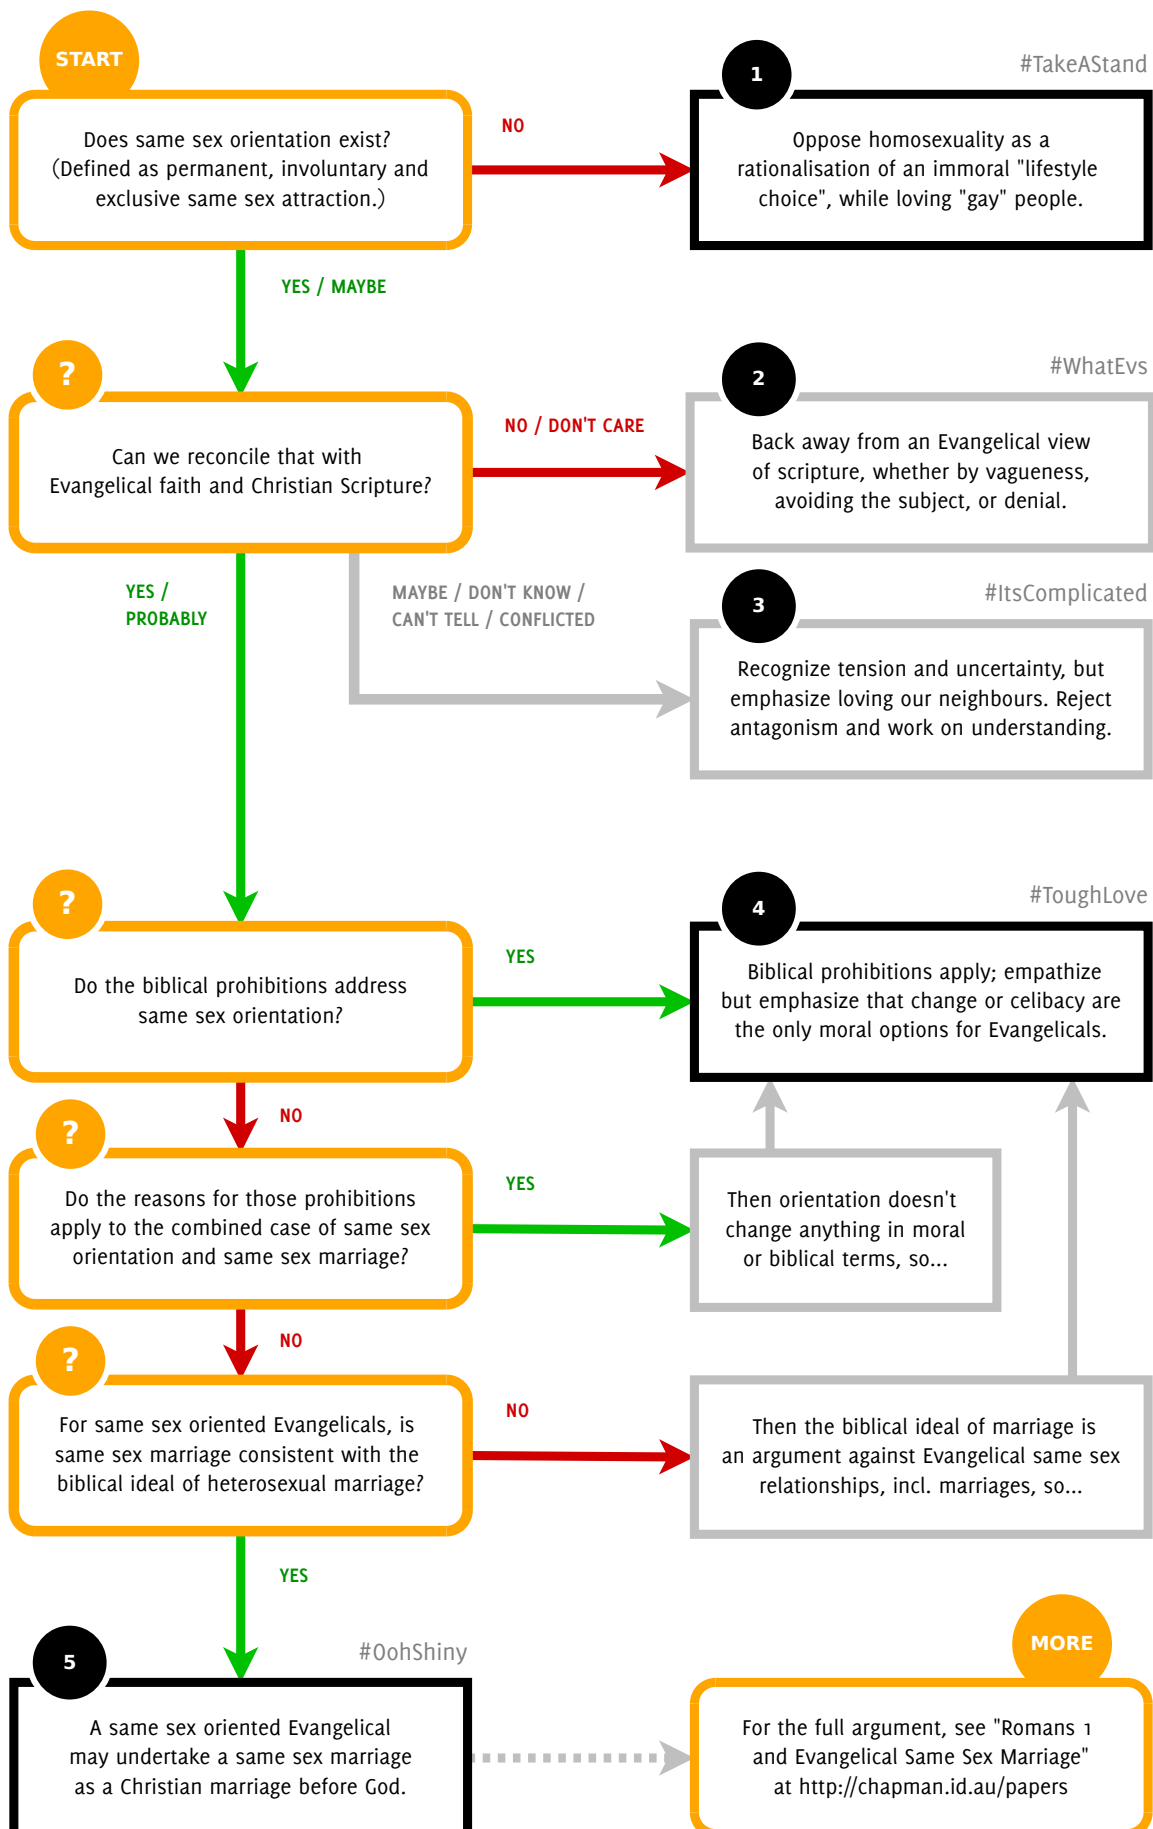 START
Does same sex orientation exist?
(Defined as permanent, involuntary and
exclusive same sex attraction.)
NO
1
#TakeAStand
Oppose homosexuality as a
rationalisation of an immoral "lifestyle
choice", while loving "gay" people.
YES / MAYBE
?
Can we reconcile that with
Evangelical faith and Christian Scripture?
NO / DON'T CARE
2
#WhatEvs
Back away from an Evangelical view
of scripture, whether by vagueness,
avoiding the subject, or denial.
YES /
PROBABLY
MAYBE / DON'T KNOW /
CAN'T TELL / CONFLICTED
3
#ItsComplicated
Recognize tension and uncertainty, but
emphasize loving our neighbours. Reject
antagonism and work on understanding.
?
Do the biblical prohibitions address
same sex orientation?
YES
4
#ToughLove
Biblical prohibitions apply; empathize
but emphasize that change or celibacy are
the only moral options for Evangelicals.
NO
?
Do the reasons for those prohibitions
apply to the combined case of same sex
orientation and same sex marriage?
YES
Then orientation doesn't
change anything in moral
or biblical terms, so...
NO
?
For same sex oriented Evangelicals, is
same sex marriage consistent with the
biblical ideal of heterosexual marriage?
NO
Then the biblical ideal of marriage is
an argument against Evangelical same sex
relationships, incl. marriages, so...
YES
5
#OohShiny
A same sex oriented Evangelical
may undertake a same sex marriage
as a Christian marriage before God.
MORE
For the full argument, see "Romans 1
and Evangelical Same Sex Marriage"
at http://chapman.id.au/papers